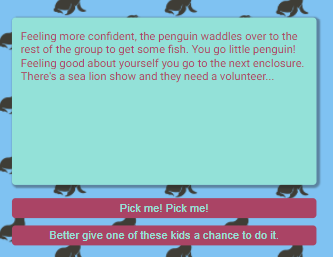 Feeling more confident, the penguin waddles over to the
rest of the group to get some fish. You go little penguin!
Feeling good about yourself you go to the next enclosure.
There's a sea lion show and they need a volunteer...
Pick me! Pick me!
Better give one of these kids a chance to do it.